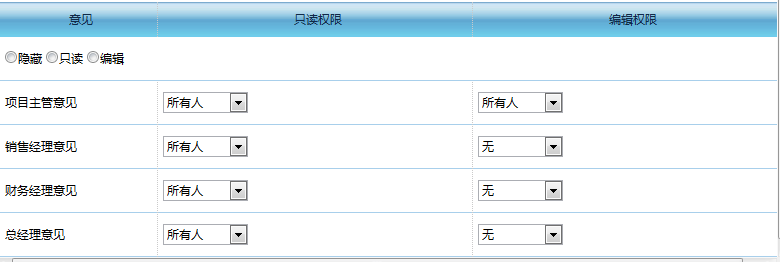 意见 只读权限 编辑权限
隐藏 只读 编辑
项目主管意见 所有人 所有人
销售经理意见 所有人 无
财务经理意见 所有人 无
总经理意见 所有人 无